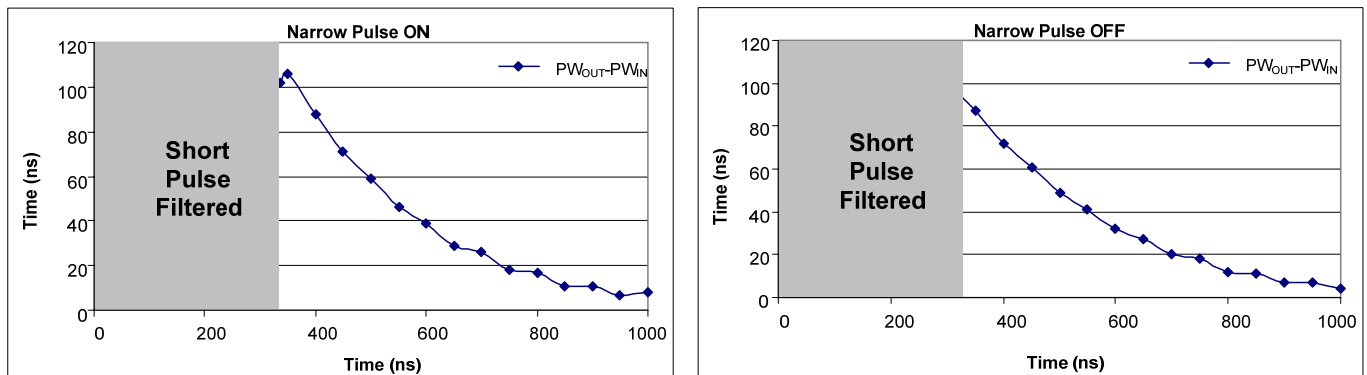 Narrow Pulse ON
120
100
80
60
40
20
0
Time (ns)
PWOUT-PWIN
Short
Pulse
Filtered
0 200 400 600 800 1000
Time (ns)
Narrow Pulse OFF
120
100
80
60
40
20
0
Time (ns)
PWOUT-PWIN
Short
Pulse
Filtered
0 200 400 600 800 1000
Time (ns)